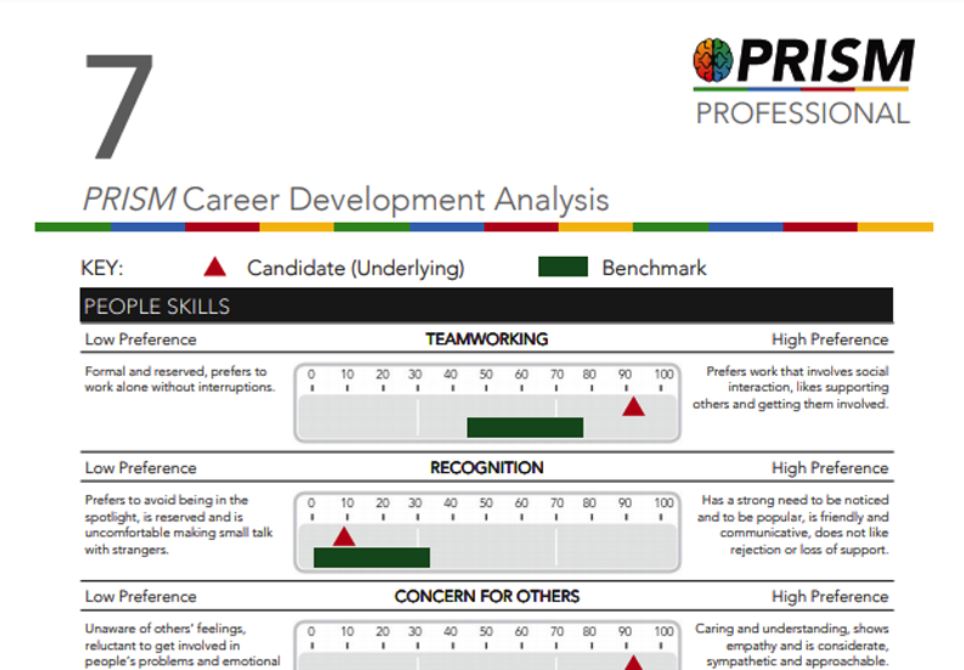 7
PRISM
PROFESSIONAL
PRISM Career Development Analysis
KEY: Candidate (Underlying) Benchmark
PEOPLE SKILLS
Low Preference TEAMWORKING High Preference
Formal and reserved, prefers to
work alone without interruptions.
0 10 20 30 40 50 60 70 80 90 100
Prefers work that involves social
interaction, likes supporting
others and getting them involved.
Low Preference RECOGNITION High Preference
Prefers to avoid being in the
spotlight, is reserved and is
uncomfortable making small talk
with strangers.
0 10 20 30 40 50 60 70 80 90 100
Has a strong need to be noticed
and to be popular, is friendly and
communicative, does not like
rejection or loss of support.
Low Preference CONCERN FOR OTHERS High Preference
Unaware of others' feelings,
reluctant to get involved in
people's problems and emotional
0 10 20 30 40 50 60 70 80 90 100
Caring and understanding, shows
empathy and is considerate,
sympathetic and approachable.